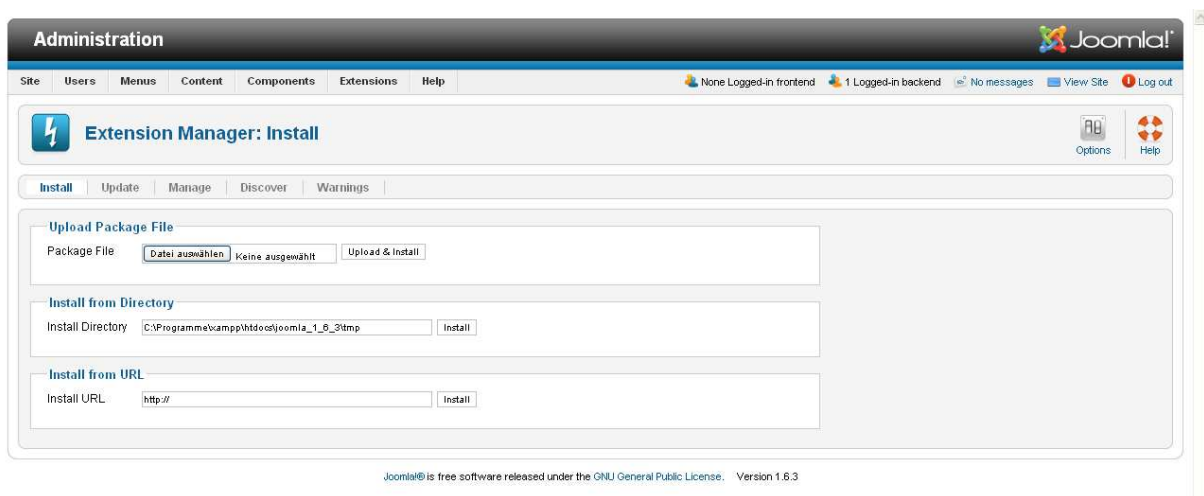 Administration
Joomla!
Site Users Menus Content Components Extensions Help
None Logged-in frontend 1 Logged-in backend No messages View Site Log out
Extension Manager: Install
Options
Help
Install Update Manage Discover Warnings
Upload Package File
Package File Datei auswählen Keine ausgewählt Upload & Install
Install from Directory
Install Directory C:\Programme\xampp\htdocs\joomla_1_6_3\tmp Install
Install from URL
Install URL http:// Install
Joomla!® is free software released under the GNU General Public License. Version 1.6.3